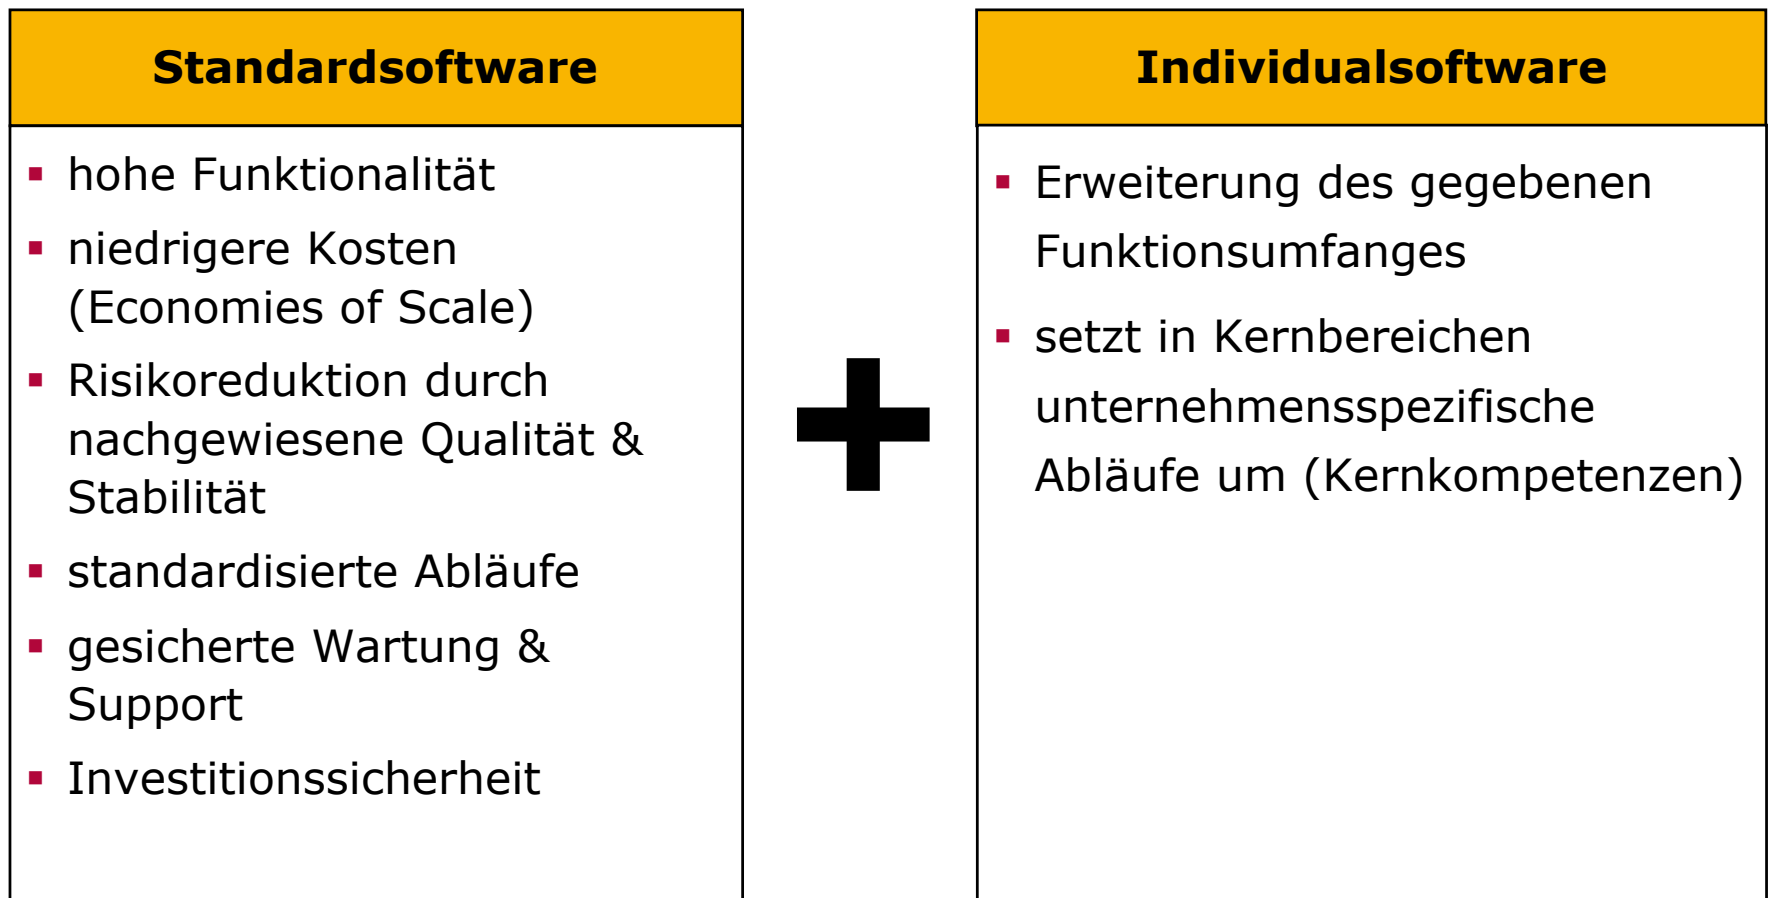 Standardsoftware
▪ hohe Funktionalität
▪ niedrigere Kosten
(Economies of Scale)
▪ Risikoreduktion durch
nachgewiesene Qualität &
Stabilität
▪ standardisierte Abläufe
▪ gesicherte Wartung &
Support
▪ Investitionssicherheit
+
Individualsoftware
▪ Erweiterung des gegebenen
Funktionsumfanges
▪ setzt in Kernbereichen
unternehmensspezifische
Abläufe um (Kernkompetenzen)